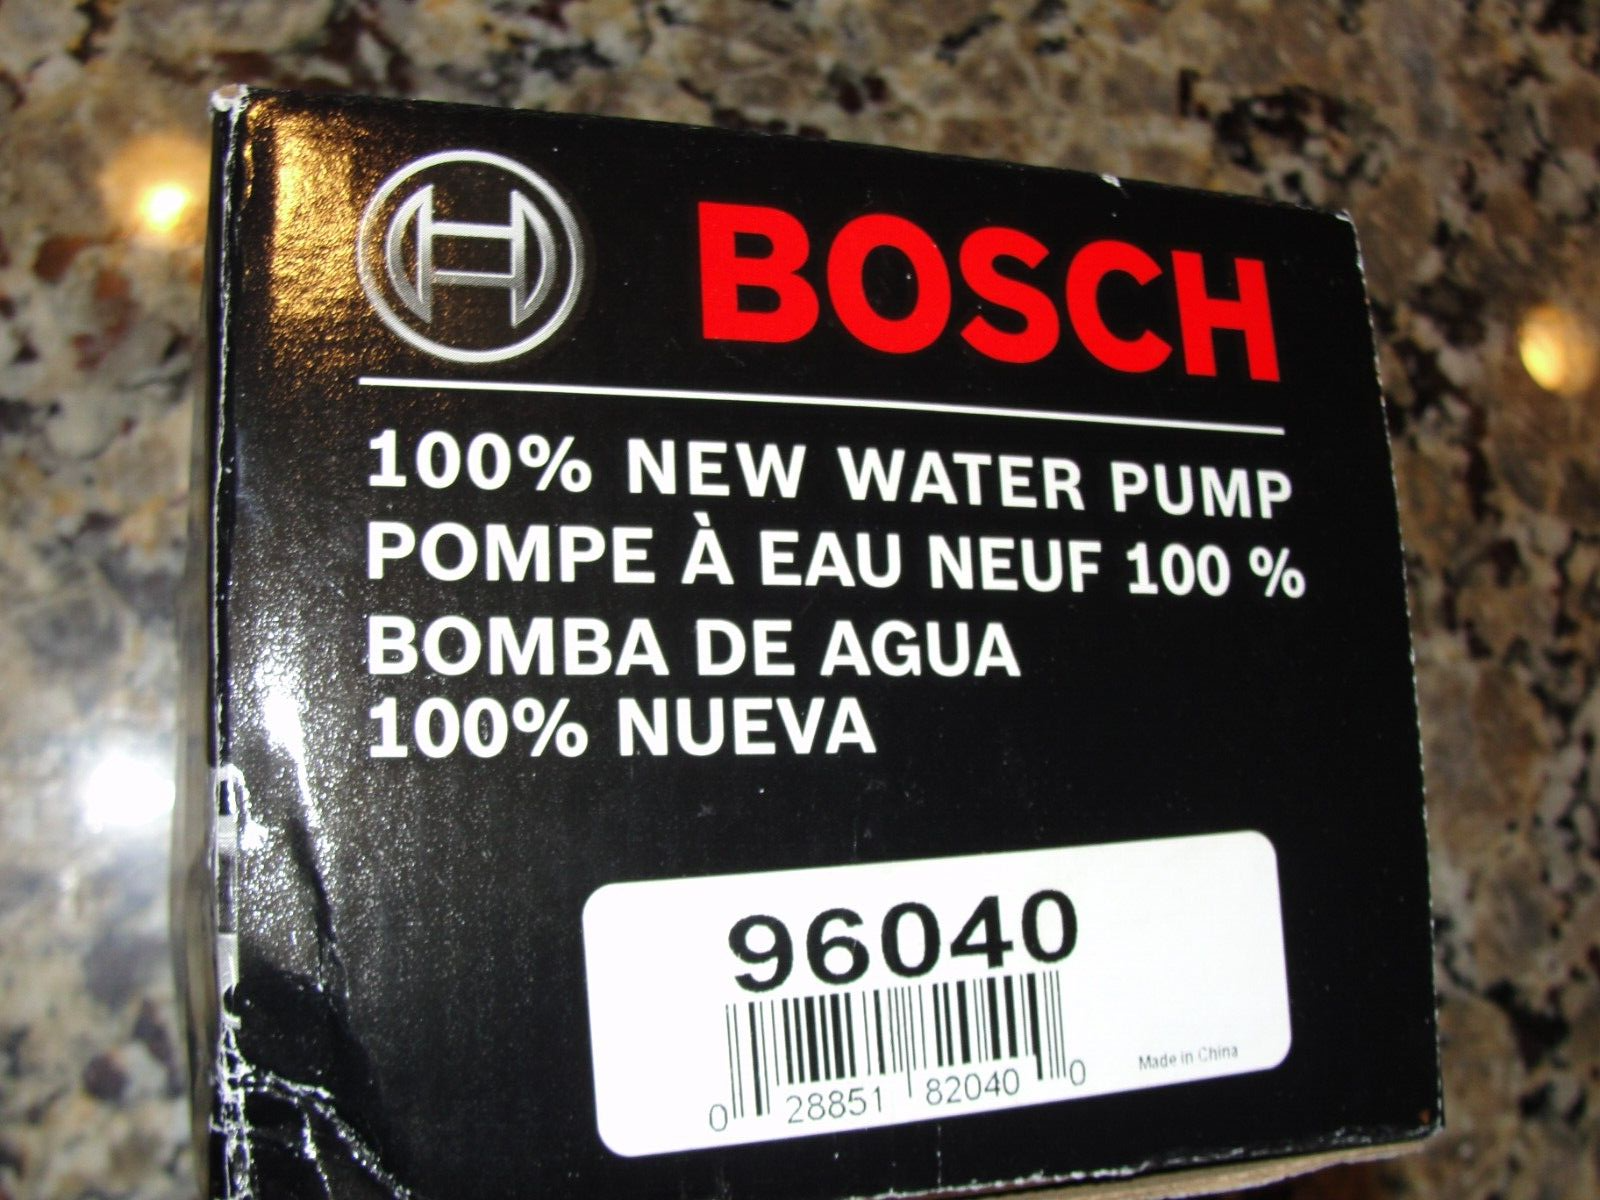 BOSCH
100% NEW WATER PUMP
POMPE À EAU NEUF 100 %
BOMBA DE AGUA
100% NUEVA
96040
0 28851 82040 0
Made in China